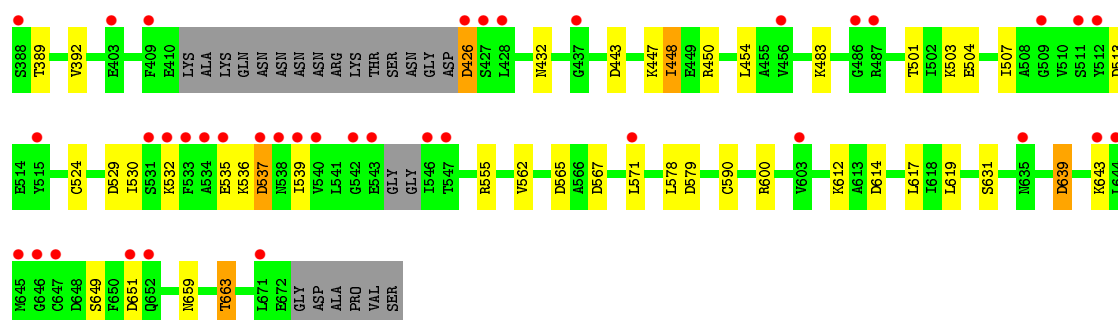 S388 T389 V392 E403 F409 E410 LYS ALA LYS GLN ASN ASN ASN ASN ARG LYS THR SER ASN GLY ASP D426 S427 L428 N432 G437 D443 K447 I448 E449 R450 L454 A455 V456 K483 G486 R487 T501 I502 K503 E504 I507 A508 G509 V510 S511 Y512 D513
E514 Y515 C524 D529 I530 S531 K532 F533 A534 E535 K536 D537 N538 I539 V540 L541 G542 E543 GLY GLY I546 T547 R555 V562 D565 A566 D567 L571 L578 D579 C590 R600 V603 K612 A613 D614 L617 I618 L619 S631 N635 D639 K643 L644
M645 G646 C647 D648 S649 F650 D651 Q652 N659 T663 L671 E672 GLY ASP ALA PRO VAL SER